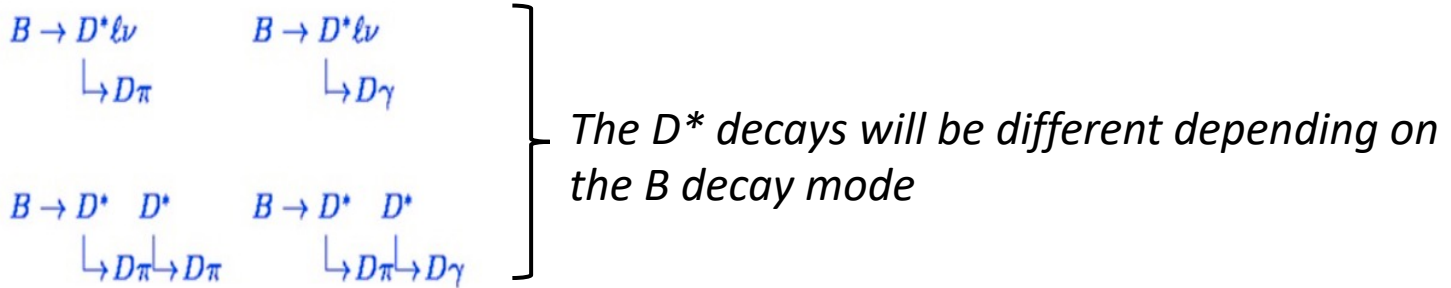 B → D*ℓν B → D*ℓν
↳Dπ ↳Dγ
The D* decays will be different depending on
the B decay mode
B → D* D* B → D* D*
↳Dπ↳Dπ ↳Dπ↳Dγ